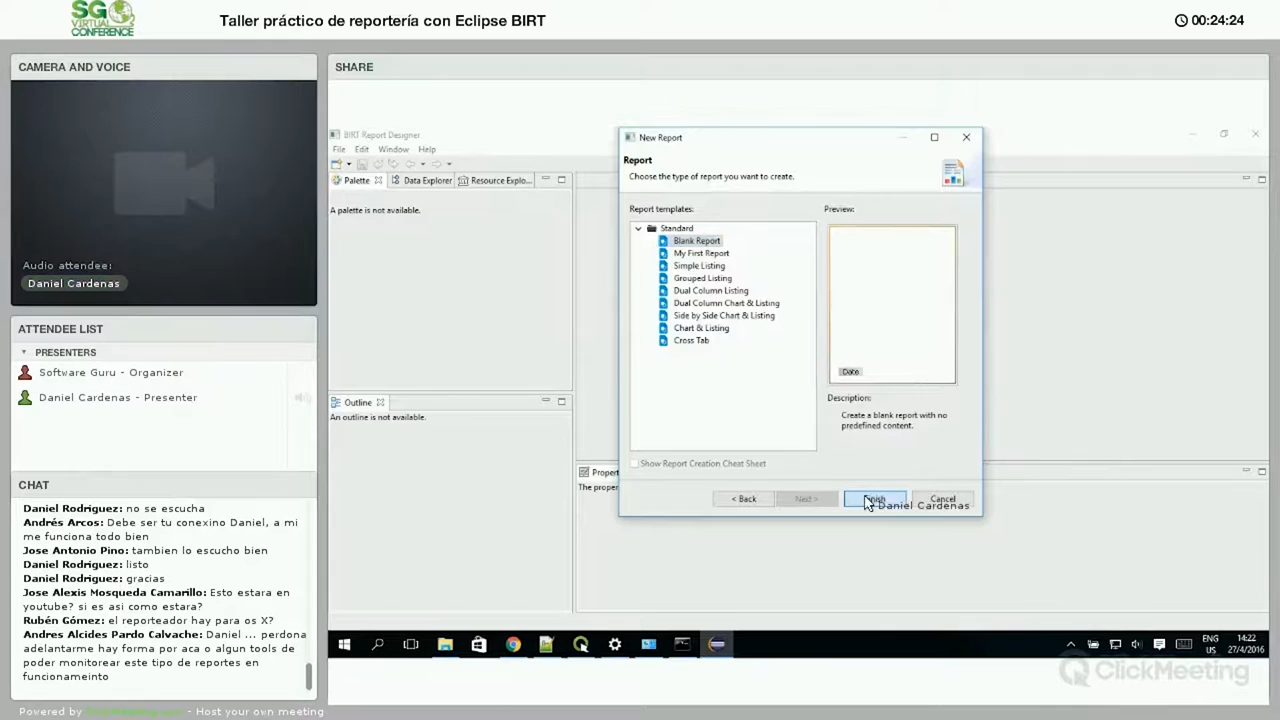 SG
VIRTUAL
CONFERENCE
Taller práctico de reportería con Eclipse BIRT
00:24:24
CAMERA AND VOICE
Audio attendee:
Daniel Cardenas
ATTENDEE LIST
PRESENTERS
Software Guru - Organizer
Daniel Cardenas - Presenter
CHAT
Daniel Rodriguez: no se escucha
Andrés Arcos: Debe ser tu conexino Daniel, a mi
me funciona todo bien
Jose Antonio Pino: tambien lo escucho bien
Daniel Rodriguez: listo
Daniel Rodriguez: gracias
Jose Alexis Mosqueda Camarillo: Esto estara en
youtube? si es asi como estara?
Rubén Gómez: el reporteador hay para os X?
Andres Alcides Pardo Calvache: Daniel ... perdona
adelantarme hay forma por aca o algun tools de
poder monitorear este tipo de reportes en
funcionameinto
Powered by ClickMeeting.com - Host your own meeting
SHARE
BIRT Report Designer
File Edit Window Help
Palette Data Explorer Resource Explo...
A palette is not available.
Outline
An outline is not available.
Propert
The proper
New Report
Report
Choose the type of report you want to create.
Report templates:
Standard
Blank Report
My First Report
Simple Listing
Grouped Listing
Dual Column Listing
Dual Column Chart & Listing
Side by Side Chart & Listing
Chart & Listing
Cross Tab
Preview:
Date
Description:
Create a blank report with no
predefined content.
Show Report Creation Cheat Sheet
< Back Next > Finish Cancel
Daniel Cardenas
ENG
US
14:22
27/4/2016
ClickMeeting